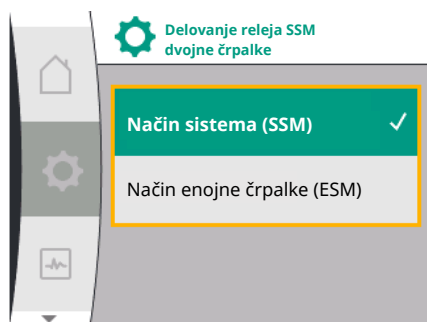 Delovanje releja SSM
dvojne črpalke
Način sistema (SSM)
Način enojne črpalke (ESM)